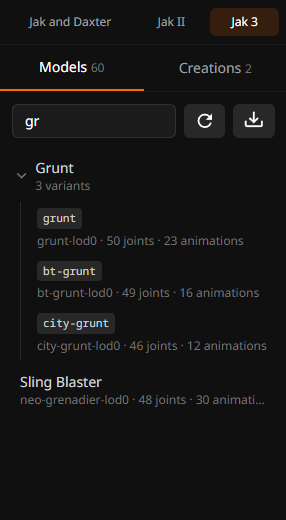 Jak and Daxter Jak II Jak 3
Models 60 Creations 2
gr
Grunt
3 variants
grunt
grunt-lod0 · 50 joints · 23 animations
bt-grunt
bt-grunt-lod0 · 49 joints · 16 animations
city-grunt
city-grunt-lod0 · 46 joints · 12 animations
Sling Blaster
neo-grenadier-lod0 · 48 joints · 30 animati...